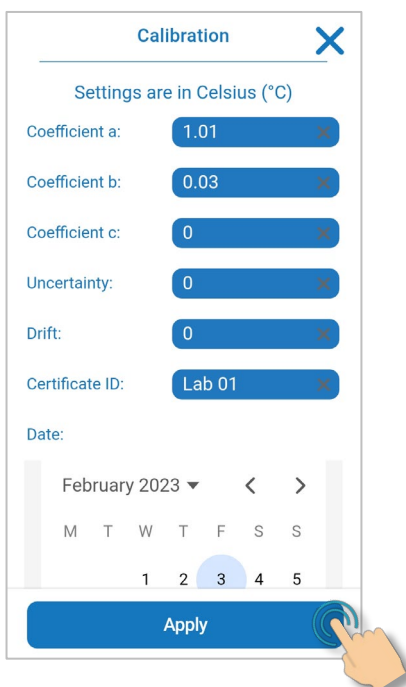 Calibration
Settings are in Celsius (°C)
Coefficient a: 1.01
Coefficient b: 0.03
Coefficient c: 0
Uncertainty: 0
Drift: 0
Certificate ID: Lab 01
Date:
February 2023
M T W T F S S
1 2 3 4 5
Apply